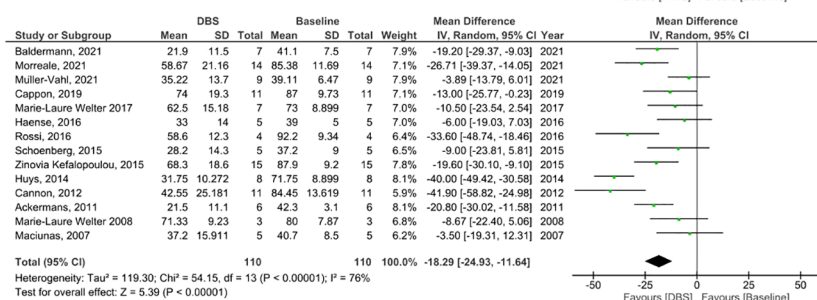 DBS Baseline Mean Difference Mean Difference
Study or Subgroup Mean SD Total Mean SD Total Weight IV, Random, 95% CI Year IV, Random, 95% CI
Baldermann, 2021 21.9 11.5 7 41.1 7.5 7 7.9% -19.20 [-29.37, -9.03] 2021
Morreale, 2021 58.67 21.16 14 85.38 11.69 14 7.0% -26.71 [-39.37, -14.05] 2021
Müller-Vahl, 2021 35.22 13.7 9 39.11 6.47 9 8.0% -3.89 [-13.79, 6.01] 2021
Cappon, 2019 74 19.3 11 87 9.73 11 7.0% -13.00 [-25.77, -0.23] 2019
Marie-Laure Welter 2017 62.5 15.18 7 73 8.899 7 6.9% -10.50 [-23.54, 2.54] 2017
Haense, 2016 33 14 5 39 5 5 6.9% -6.00 [-19.03, 7.03] 2016
Rossi, 2016 58.6 12.3 4 92.2 9.34 4 6.3% -33.60 [-48.74, -18.46] 2016
Schoenberg, 2015 28.2 14.3 5 37.2 9 5 6.4% -9.00 [-23.81, 5.81] 2015
Zinovia Kefalopoulou, 2015 68.3 18.6 15 87.9 9.2 15 7.8% -19.60 [-30.10, -9.10] 2015
Huys, 2014 31.75 10.272 8 71.75 8.899 8 8.1% -40.00 [-49.42, -30.58] 2014
Cannon, 2012 42.55 25.181 11 84.45 13.619 11 5.8% -41.90 [-58.82, -24.98] 2012
Ackermans, 2011 21.5 11.1 6 42.3 3.1 6 8.2% -20.80 [-30.02, -11.58] 2011
Marie-Laure Welter 2008 71.33 9.23 3 80 7.87 3 6.7% -8.67 [-22.40, 5.06] 2008
Maciunas, 2007 37.2 15.911 5 40.7 8.5 5 6.1% -3.50 [-19.31, 12.31] 2007
Total (95% CI) 110 110 100.0% -18.29 [-24.93, -11.64]
Heterogeneity: Tau² = 119.30; Chi² = 54.15, df = 13 (P < 0.00001); I² = 76%
Test for overall effect: Z = 5.39 (P < 0.00001)
-50 -25 0 25 50
Favours [DBS] Favours [Baseline]